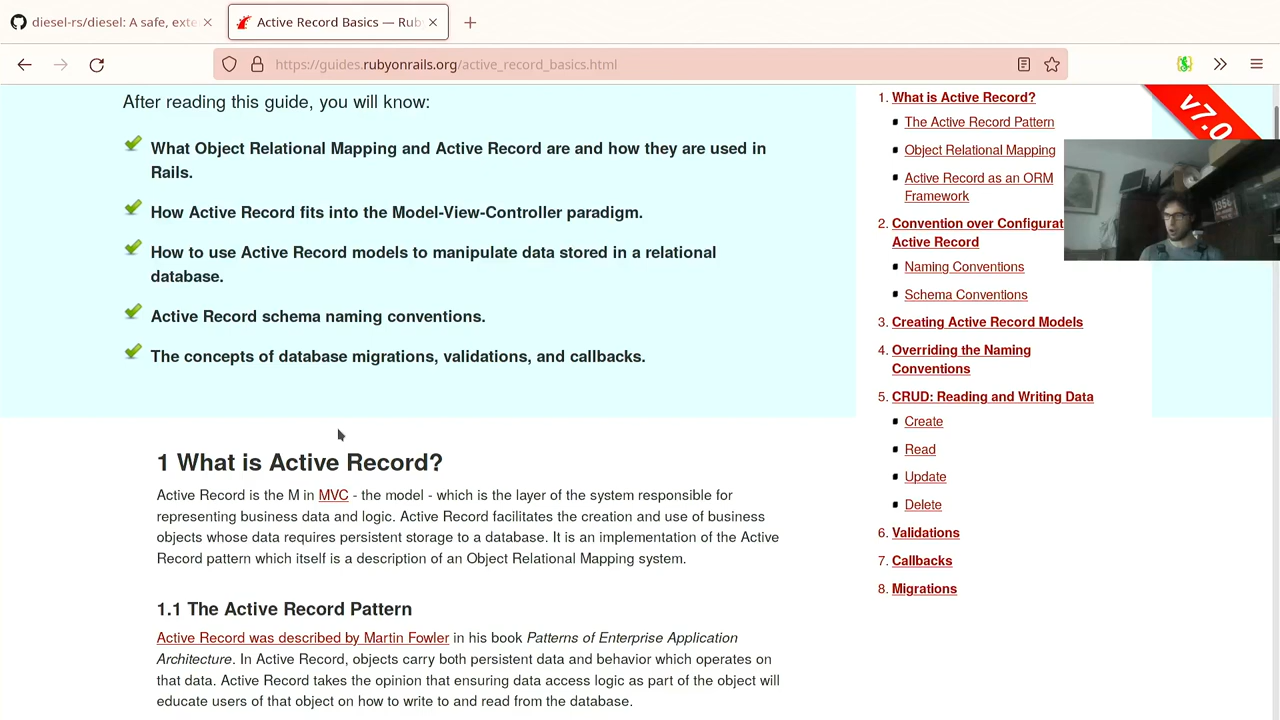 diesel-rs/diesel: A safe, exte
Active Record Basics — Ruby
https://guides.rubyonrails.org/active_record_basics.html
After reading this guide, you will know:
What Object Relational Mapping and Active Record are and how they are used in
Rails.
How Active Record fits into the Model-View-Controller paradigm.
How to use Active Record models to manipulate data stored in a relational
database.
Active Record schema naming conventions.
The concepts of database migrations, validations, and callbacks.
1 What is Active Record?
Active Record is the M in MVC - the model - which is the layer of the system responsible for
representing business data and logic. Active Record facilitates the creation and use of business
objects whose data requires persistent storage to a database. It is an implementation of the Active
Record pattern which itself is a description of an Object Relational Mapping system.
1.1 The Active Record Pattern
Active Record was described by Martin Fowler in his book Patterns of Enterprise Application
Architecture. In Active Record, objects carry both persistent data and behavior which operates on
that data. Active Record takes the opinion that ensuring data access logic as part of the object will
educate users of that object on how to write to and read from the database.
1. What is Active Record?
The Active Record Pattern
Object Relational Mapping
Active Record as an ORM
Framework
2. Convention over Configurat
Active Record
Naming Conventions
Schema Conventions
3. Creating Active Record Models
4. Overriding the Naming
Conventions
5. CRUD: Reading and Writing Data
Create
Read
Update
Delete
6. Validations
7. Callbacks
8. Migrations
v7.0